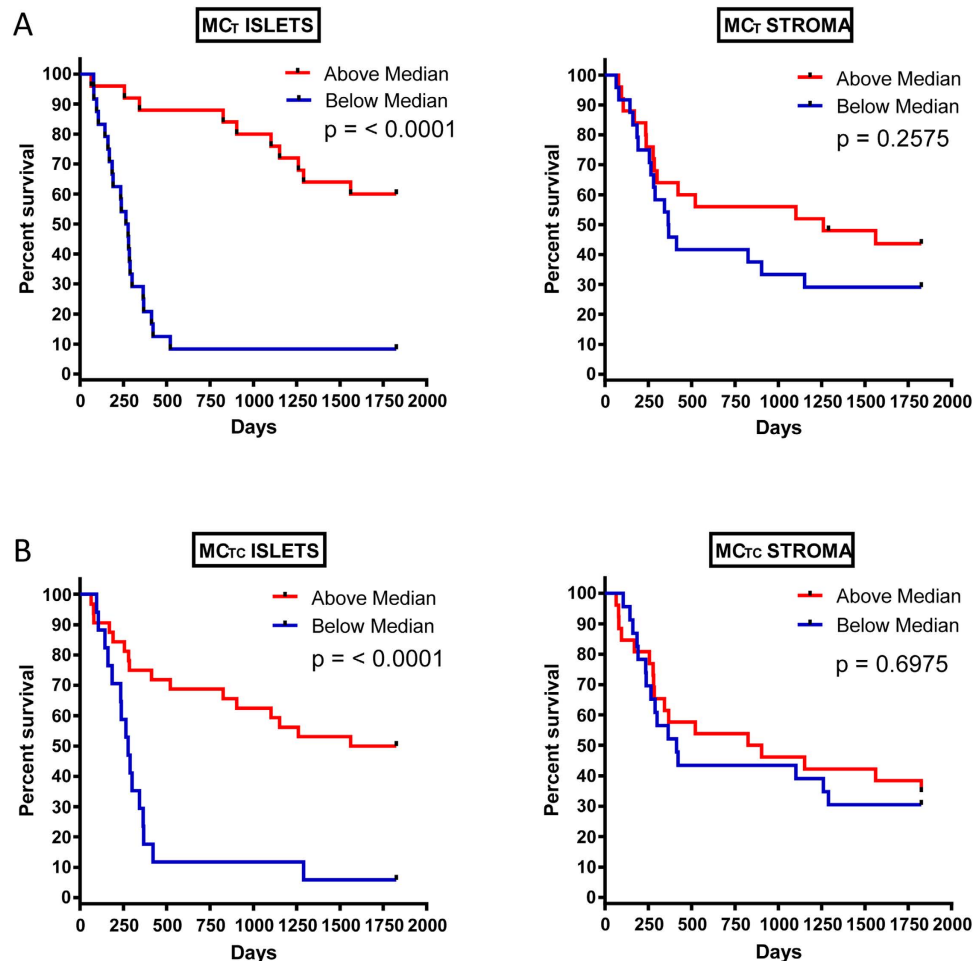 A
MCT ISLETS
MCT STROMA
Above Median
Below Median
p = < 0.0001
Percent survival
100
90
80
70
60
50
40
30
20
10
0
0 250 500 750 1000 1250 1500 1750 2000
Days
Above Median
Below Median
p = 0.2575
Percent survival
100
90
80
70
60
50
40
30
20
10
0
0 250 500 750 1000 1250 1500 1750 2000
Days
B
MCTC ISLETS
MCTC STROMA
Above Median
Below Median
p = < 0.0001
Percent survival
100
90
80
70
60
50
40
30
20
10
0
0 250 500 750 1000 1250 1500 1750 2000
Days
Above Median
Below Median
p = 0.6975
Percent survival
100
90
80
70
60
50
40
30
20
10
0
0 250 500 750 1000 1250 1500 1750 2000
Days